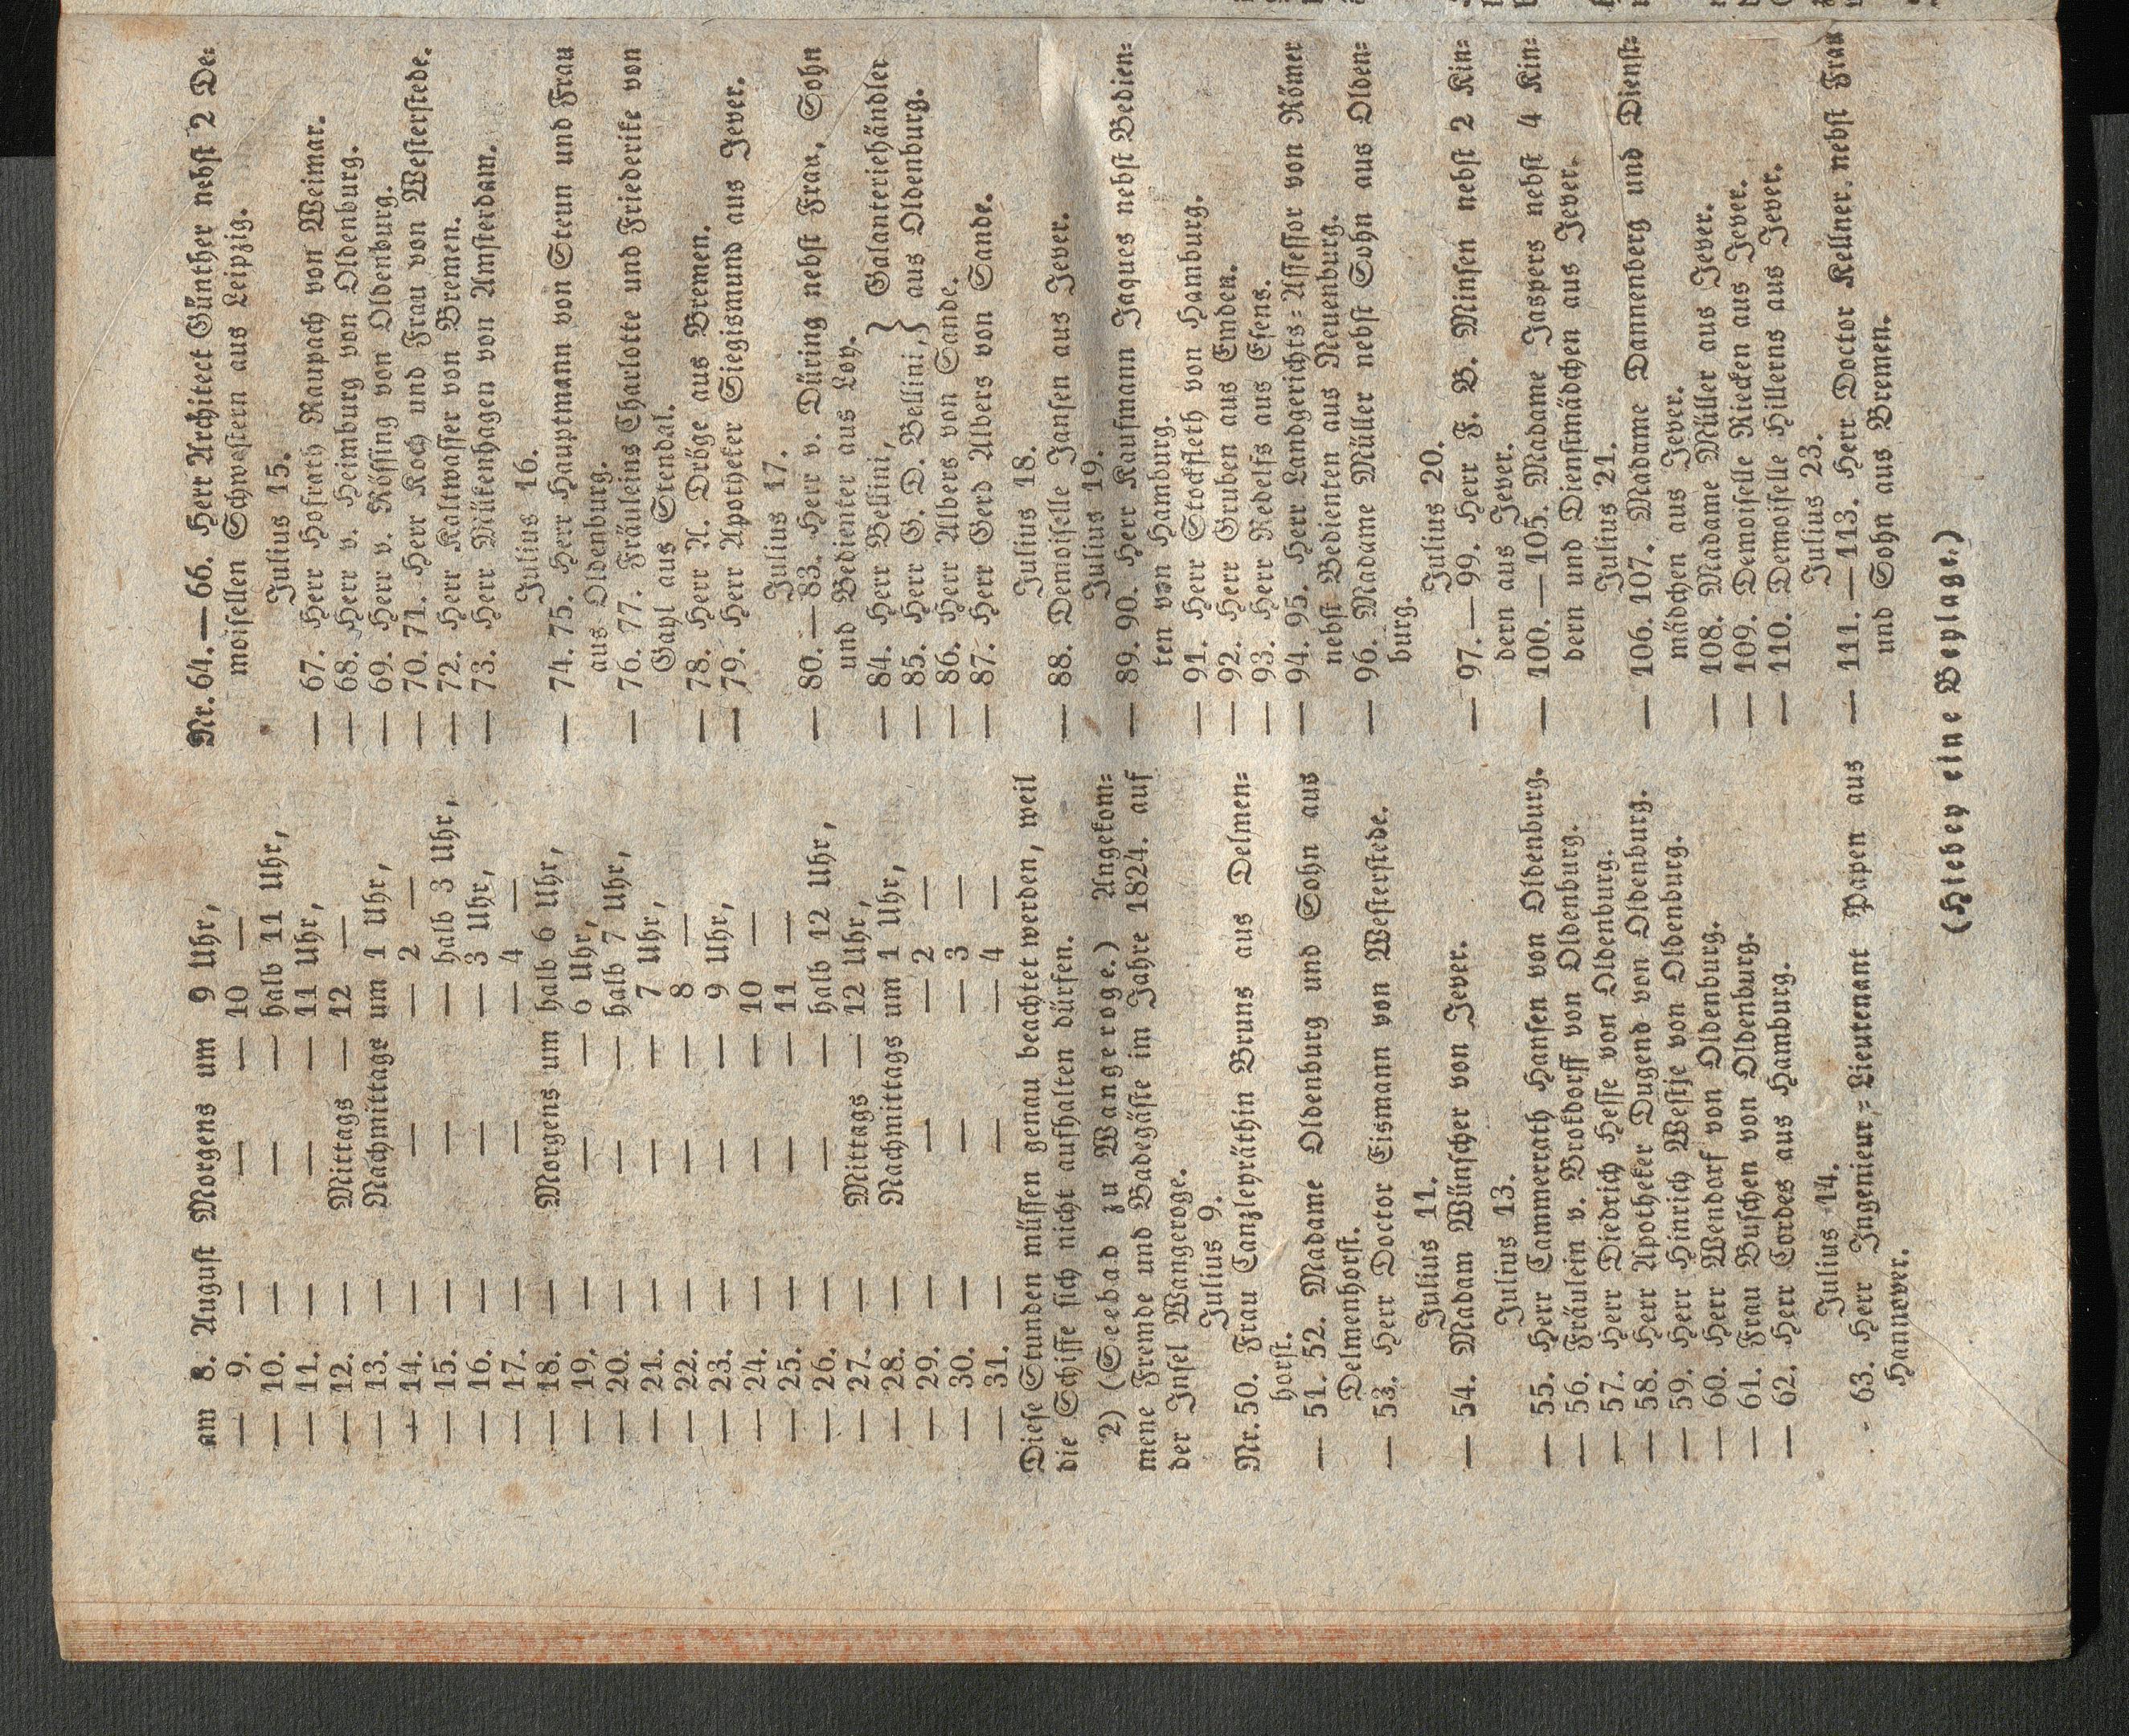 am 8. August Morgens um 9 Uhr,
— 9. — — — 10 —
— 10. — — — halb 11 Uhr,
— 11. — — — 11 Uhr,
— 12. — Mittags — 12 —
— 13. — Nachmittags um 1 Uhr,
— 14. — — — 2 —
— 15. — — — halb 3 Uhr,
— 16. — — — 3 Uhr,
— 17. — — — 4 —
— 18. — Morgens um halb 6 Uhr,
— 19. — — — 6 Uhr,
— 20. — — — halb 7 Uhr,
— 21. — — — 7 Uhr,
— 22. — — — 8 —
— 23. — — — 9 Uhr,
— 24. — — — 10 —
— 25. — — — 11 —
— 26. — — — halb 12 Uhr,
— 27. — Mittags — 12 Uhr,
— 28. — Nachmittags um 1 Uhr,
— 29. — — — 2 —
— 30. — — — 3 —
— 31. — — — 4 —
Diese Stunden müssen genau beachtet werden, weil
die Schiffe sich nicht aufhalten dürfen.
2) (Seebad zu Wangeroge.) Angekom-
mene Fremde und Badegäste im Jahre 1824. auf
der Insel Wangeroge.
Julius 9.
Nr. 50. Frau Canzleyräthin Bruns aus Delmen-
horst.
— 51. 52. Madame Oldenburg und Sohn aus
Delmenhorst.
— 53. Herr Doctor Eismann von Westerstede.
Julius 11.
— 54. Madam Wünscher von Jever.
Julius 13.
— 55. Herr Cammerrath Hansen von Oldenburg.
— 56. Fräulein v. Brokdorff von Oldenburg.
— 57. Herr Diedrich Hesse von Oldenburg.
— 58. Herr Apotheker Dugend von Oldenburg.
— 59. Herr Hinrich Westje von Oldenburg.
— 60. Herr Wendorf von Oldenburg.
— 61. Frau Buschen von Oldenburg.
— 62. Herr Cordes aus Hamburg.
Julius 14.
— 63. Herr Ingenieur-Lieutenant Papen aus
Hannover.
Nr. 64. — 66. Herr Architect Günther nebst 2 De-
moisellen Schwestern aus Leipzig.
Julius 15.
— 67. Herr Hofrath Raupach von Weimar.
— 68. Herr v. Heimburg von Oldenburg.
— 69. Herr v. Rössing von Oldenburg.
— 70. 71. Herr Koch und Frau von Westerstede.
— 72. Herr Kaltwasser von Bremen.
— 73. Herr Mütenhagen von Amsterdam.
Julius 16.
— 74. 75. Herr Hauptmann von Steun und Frau
aus Oldenburg.
— 76. 77. Fräuleins Charlotte und Friederike von
Gayl aus Stendal.
— 78. Herr A. Dröge aus Bremen.
— 79. Herr Apotheker Siegismund aus Jever.
Julius 17.
— 80. — 83. Herr v. Düring nebst Frau, Sohn
und Bedienter aus Loy.
— 84. Herr Bellini, } Galanteriehändler
— 85. Herr G. D. Bellini, } aus Oldenburg.
— 86. Herr Albers von Sande.
— 87. Herr Gerd Albers von Sande.
Julius 18.
— 88. Demoiselle Jansen aus Jever.
Julius 19.
— 89. 90. Herr Kaufmann Jaques nebst Bedien-
ten von Hamburg.
— 91. Herr Stockfleth von Hamburg.
— 92. Herr Gruben aus Emden.
— 93. Herr Redelfs aus Esens.
— 94. 95. Herr Landgerichts-Assessor von Römer
nebst Bedienten aus Neuenburg.
— 96. Madame Müller nebst Sohn aus Olden-
burg.
Julius 20.
— 97. — 99. Herr F. B. Minsen nebst 2 Kin-
dern aus Jever.
— 100. — 105. Madame Jaspers nebst 4 Kin-
dern und Dienstmädchen aus Jever.
Julius 21.
— 106. 107. Madame Dannenberg und Dienst-
mädchen aus Jever.
— 108. Madame Müller aus Jever.
— 109. Demoiselle Riecken aus Jever.
— 110. Demoiselle Hillerns aus Jever.
Julius 23.
— 111. — 113. Herr Doctor Kellner, nebst Frau
und Sohn aus Bremen.
(Hiebey eine Beylage.)